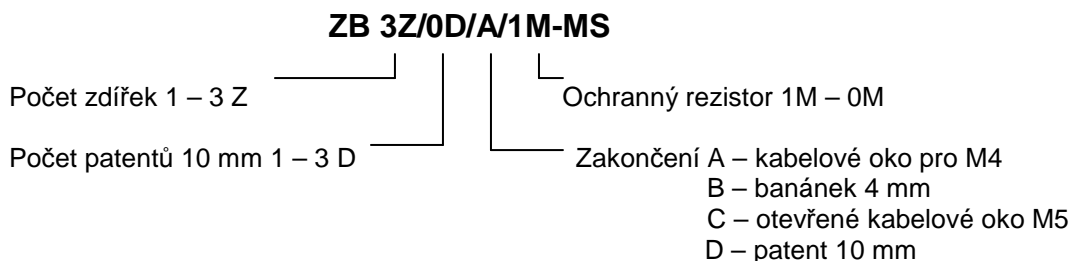 ZB 3Z/0D/A/1M-MS
Počet zdířek 1 – 3 Z
Ochranný rezistor 1M – 0M
Počet patentů 10 mm 1 – 3 D
Zakončení A – kabelové oko pro M4
B – banánek 4 mm
C – otevřené kabelové oko M5
D – patent 10 mm